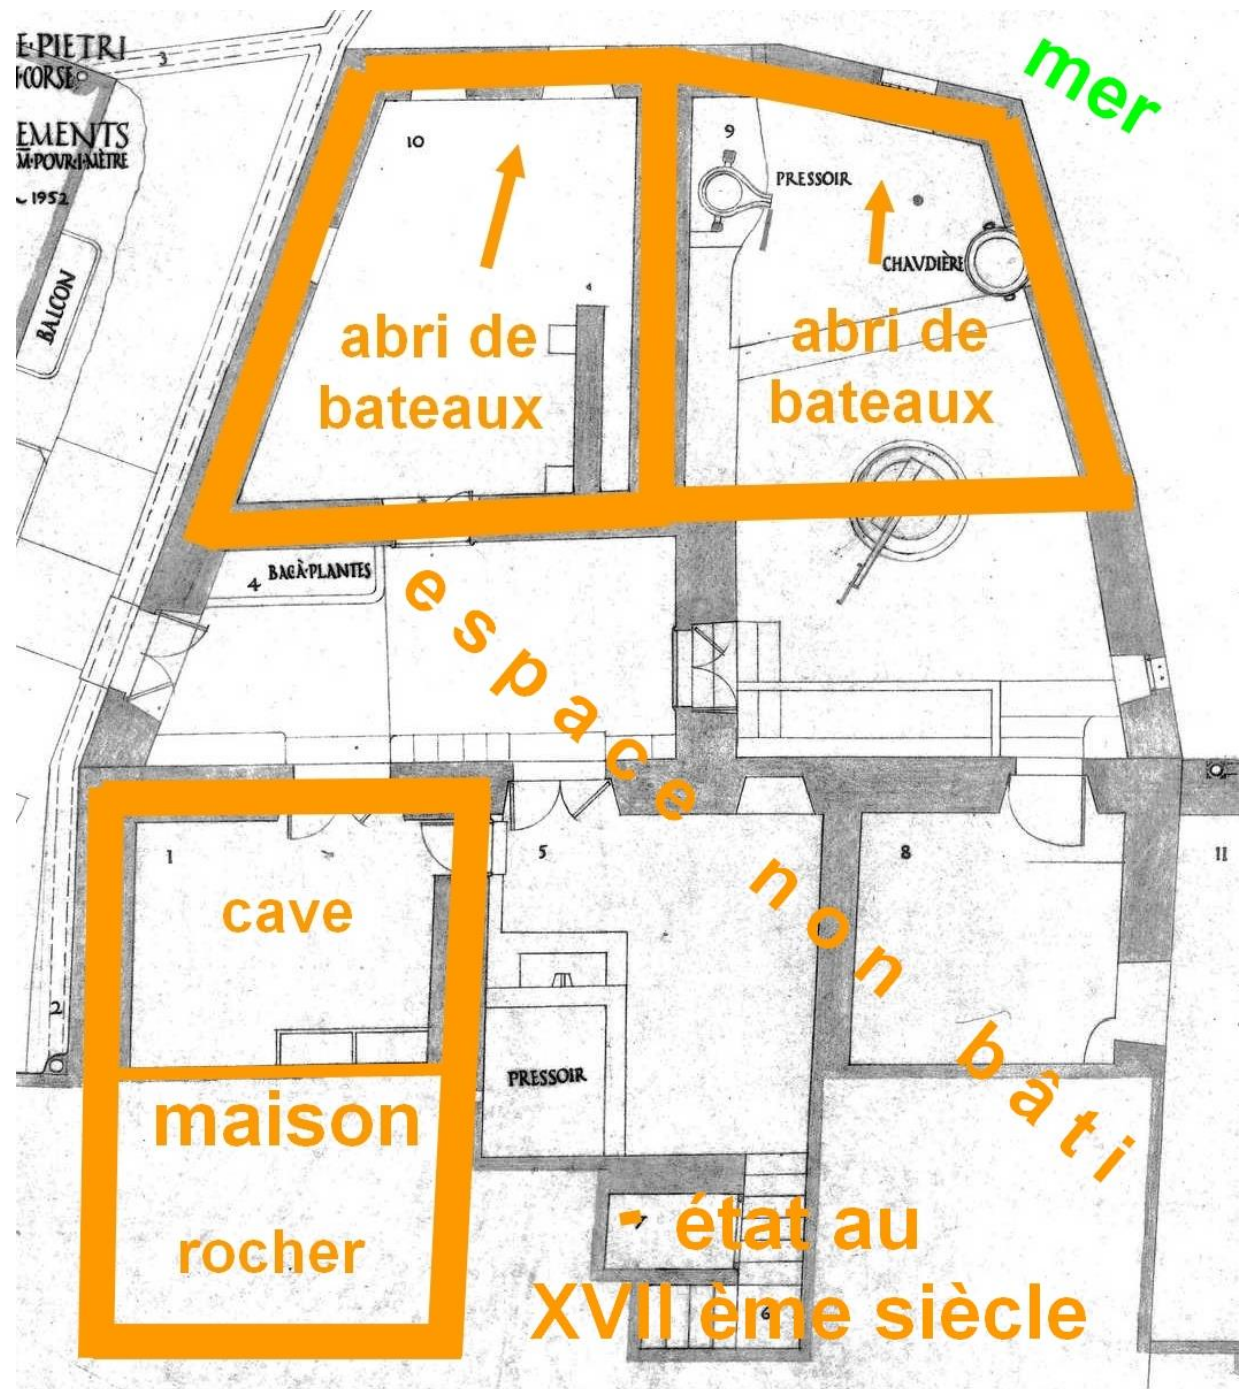 E·PIETRI
CORSE
EMENTS
M·POUR·1·MÈTRE
1952
3
mer
10
9
PRESSOIR
CHAVDIÈRE
BALCON
abri de
bateaux
abri de
bateaux
4 BAC·À·PLANTES
espace non bâti
1
5
8
11
cave
2
PRESSOIR
maison
rocher
7
- état au
XVII ème siècle
6